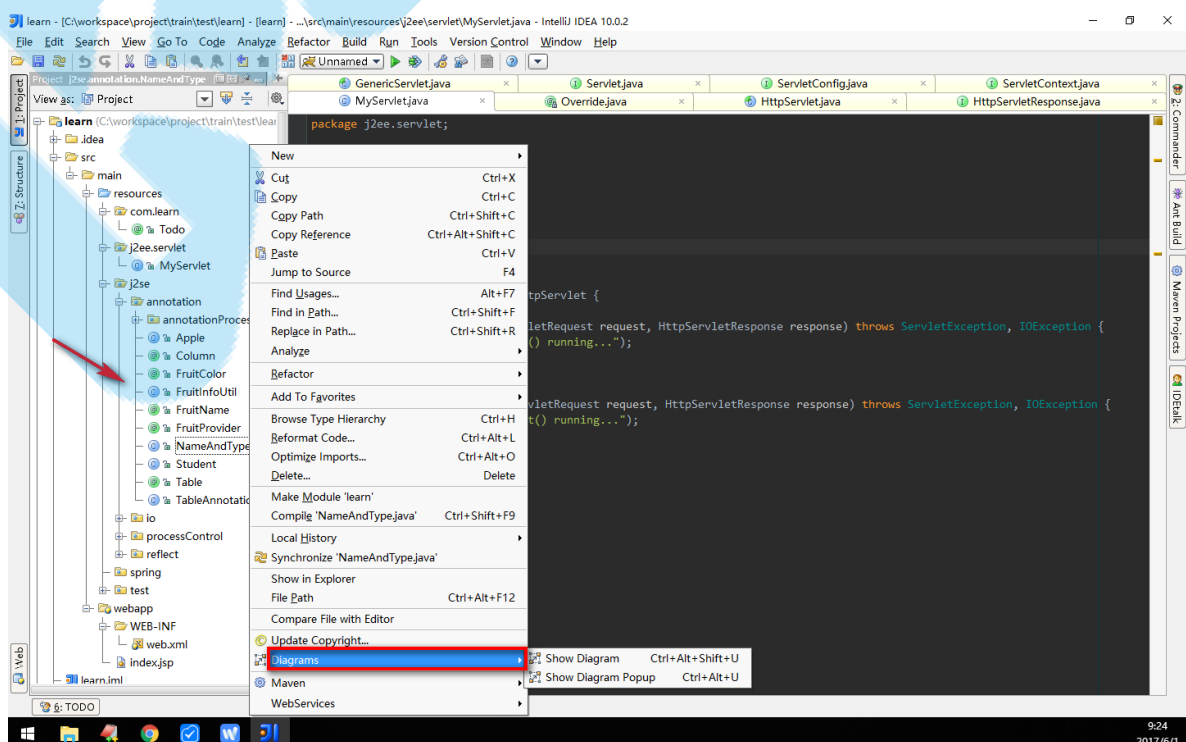 learn - [C:\workspace\project\train\test\learn] - [learn] - ...\src\main\resources\j2ee\servlet\MyServlet.java - IntelliJ IDEA 10.0.2
File Edit Search View Go To Code Analyze Refactor Build Run Tools Version Control Window Help
Unnamed
Project j2se.annotation.NameAndType
GenericServlet.java Servlet.java ServletConfig.java ServletContext.java
View as: Project
MyServlet.java Override.java HttpServlet.java HttpServletResponse.java
1: Project
Z: Structure
Web
learn (C:\workspace\project\train\test\lear
.idea
src
main
resources
com.learn
Todo
j2ee.servlet
MyServlet
j2se
annotation
annotationProces
Apple
Column
FruitColor
FruitInfoUtil
FruitName
FruitProvider
NameAndType
Student
Table
TableAnnotatio
io
processControl
reflect
spring
test
webapp
WEB-INF
web.xml
index.jsp
learn.iml
New
Cut Ctrl+X
Copy Ctrl+C
Copy Path Ctrl+Shift+C
Copy Reference Ctrl+Alt+Shift+C
Paste Ctrl+V
Jump to Source F4
Find Usages... Alt+F7
Find in Path... Ctrl+Shift+F
Replace in Path... Ctrl+Shift+R
Analyze
Refactor
Add To Favorites
Browse Type Hierarchy Ctrl+H
Reformat Code... Ctrl+Alt+L
Optimize Imports... Ctrl+Alt+O
Delete... Delete
Make Module 'learn'
Compile 'NameAndType.java' Ctrl+Shift+F9
Local History
Synchronize 'NameAndType.java'
Show in Explorer
File Path Ctrl+Alt+F12
Compare File with Editor
Update Copyright...
Diagrams
Maven
WebServices
Show Diagram Ctrl+Alt+Shift+U
Show Diagram Popup Ctrl+Alt+U
package j2ee.servlet;
tpServlet {
letRequest request, HttpServletResponse response) throws ServletException, IOException {
() running...");
vletRequest request, HttpServletResponse response) throws ServletException, IOException {
t() running...");
2: Commander
Ant Build
Maven Projects
IDEtalk
6: TODO
9:24
2017/6/1